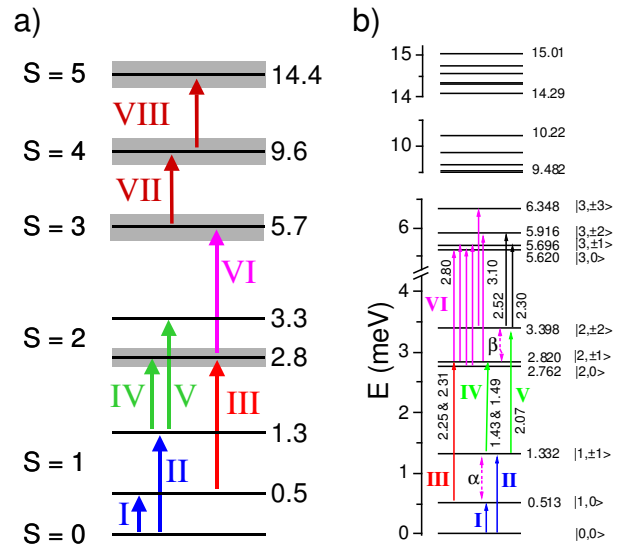 a)
S = 5
14.4
VIII
S = 4
9.6
VII
S = 3
5.7
VI
3.3
S = 2
2.8
IV
V
III
1.3
S = 1
II
0.5
I
S = 0
0
b)
E (meV)
15
15.01
14
14.29
10.22
10
9.482
6.348 |3,±3>
6
5.916 |3,±2>
5.696 |3,±1>
5.620 |3,0>
2.80
3.10
VI
2.52
2.30
4
3.398 |2,±2>
β
3
2.820 |2,±1>
2.762 |2,0>
2.25 & 2.31
IV
1.43 & 1.49
V
2.07
2
1.332 |1,±1>
1
III
α
II
0.513 |1,0>
I
0
0 |0,0>